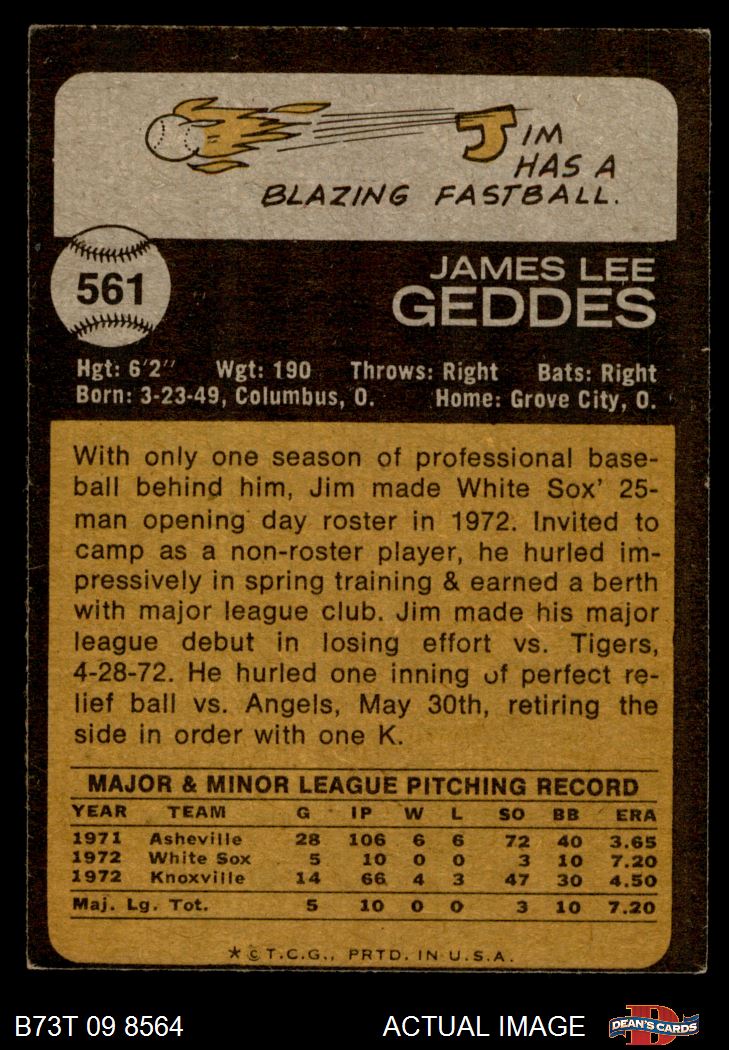 JIM
HAS A
BLAZING FASTBALL.
561
JAMES LEE
GEDDES
Hgt: 6'2" Wgt: 190 Throws: Right Bats: Right
Born: 3-23-49, Columbus, O. Home: Grove City, O.
With only one season of professional base-
ball behind him, Jim made White Sox' 25-
man opening day roster in 1972. Invited to
camp as a non-roster player, he hurled im-
pressively in spring training & earned a berth
with major league club. Jim made his major
league debut in losing effort vs. Tigers,
4-28-72. He hurled one inning of perfect re-
lief ball vs. Angels, May 30th, retiring the
side in order with one K.
MAJOR & MINOR LEAGUE PITCHING RECORD
YEAR TEAM G IP W L SO BB ERA
1971 Asheville 28 106 6 6 72 40 3.65
1972 White Sox 5 10 0 0 3 10 7.20
1972 Knoxville 14 66 4 3 47 30 4.50
Maj. Lg. Tot. 5 10 0 0 3 10 7.20
★ © T.C.G., PRTD. IN U.S.A.
B73T 09 8564 ACTUAL IMAGE DEAN'S CARDS